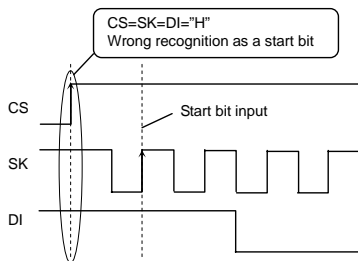 CS=SK=DI="H"
Wrong recognition as a start bit
Start bit input
CS
SK
DI